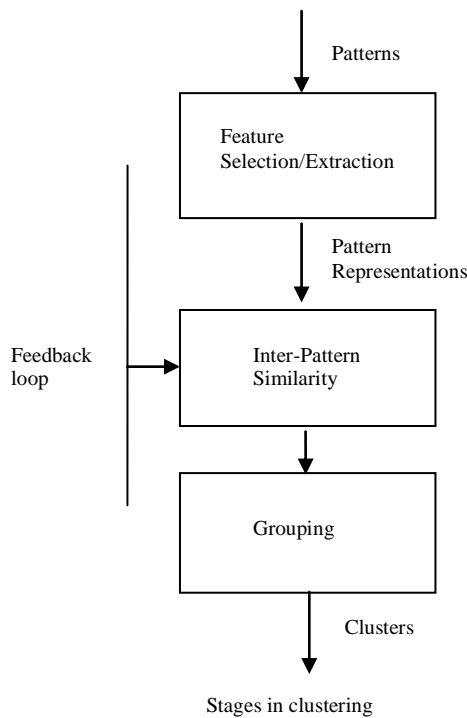 Patterns
Feature
Selection/Extraction
Pattern
Representations
Feedback
loop
Inter-Pattern
Similarity
Grouping
Clusters
Stages in clustering